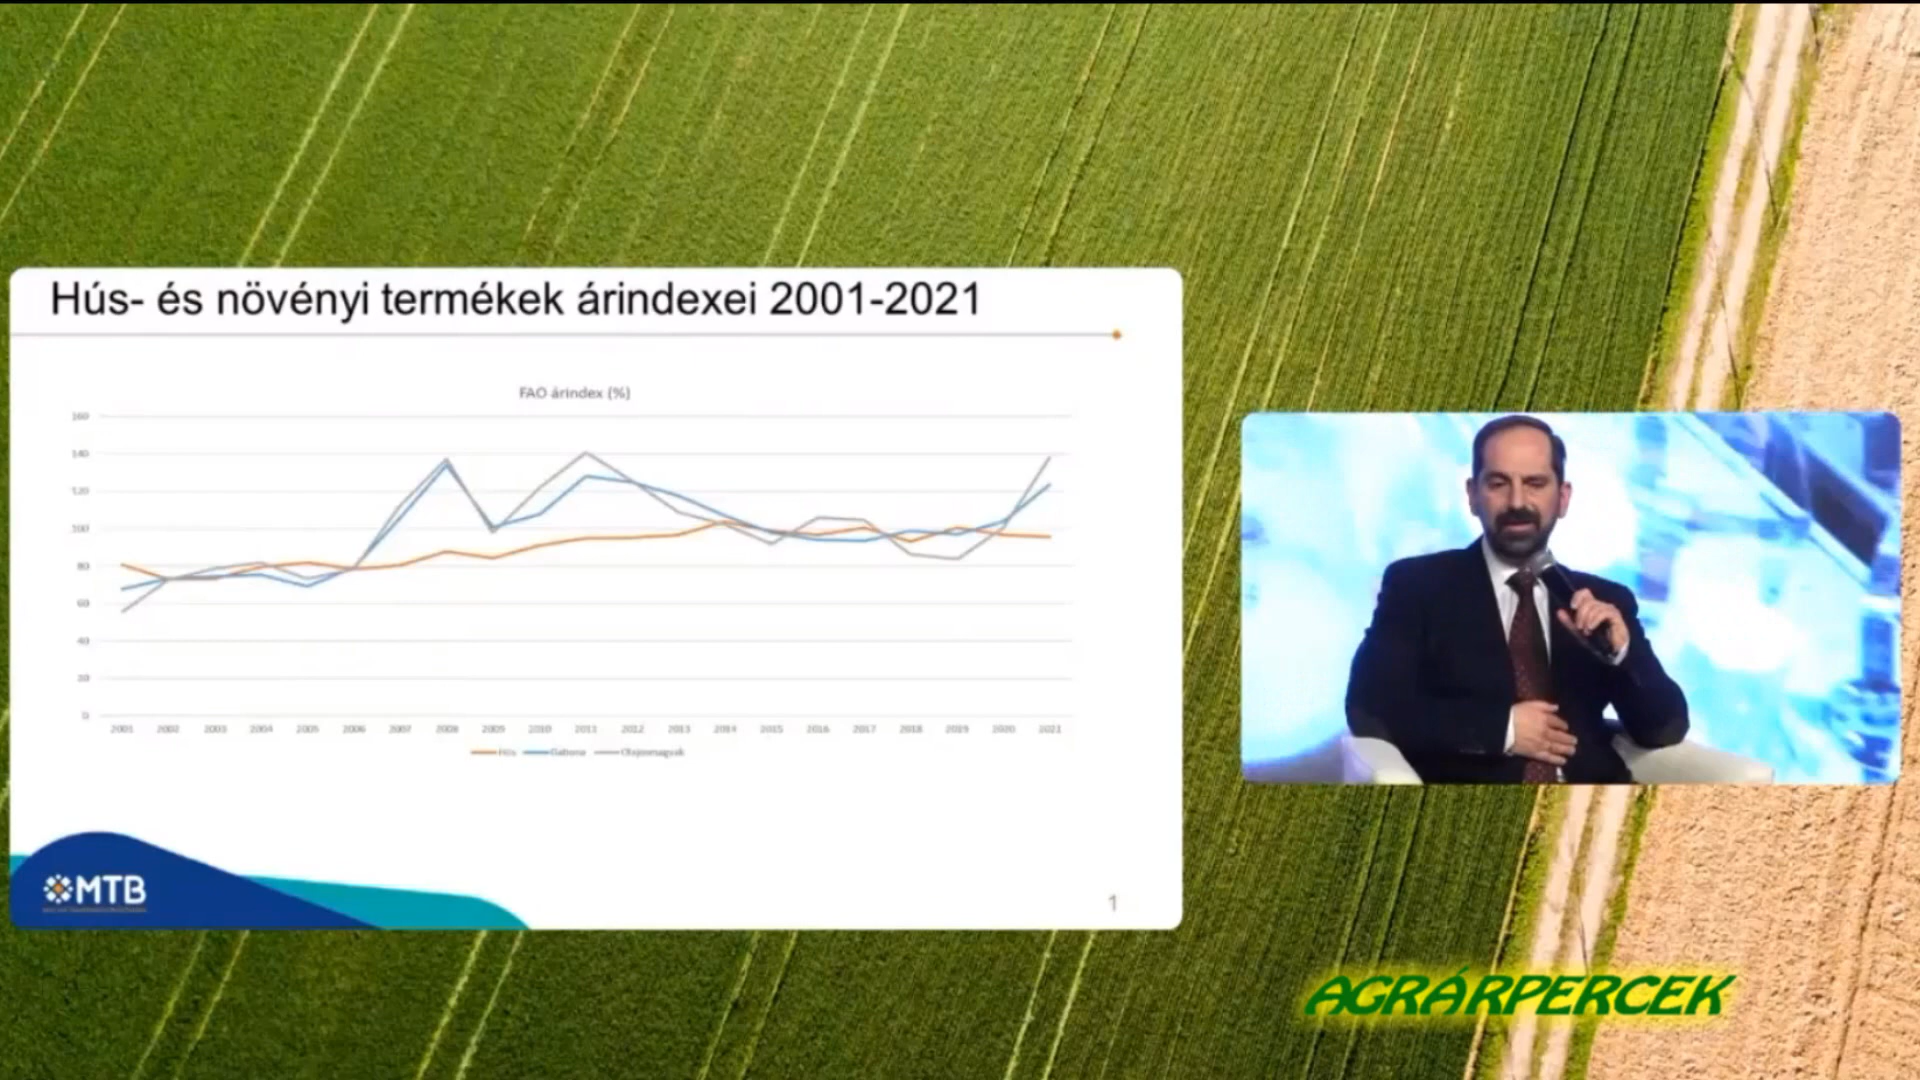 Hús- és növényi termékek árindexei 2001-2021
FAO árindex (%)
160
140
120
100
80
60
40
20
0
2001 2002 2003 2004 2005 2006 2007 2008 2009 2010 2011 2012 2013 2014 2015 2016 2017 2018 2019 2020 2021
Hús Gabona Olajosmagvak
MTB
1
AGRÁRPERCEK